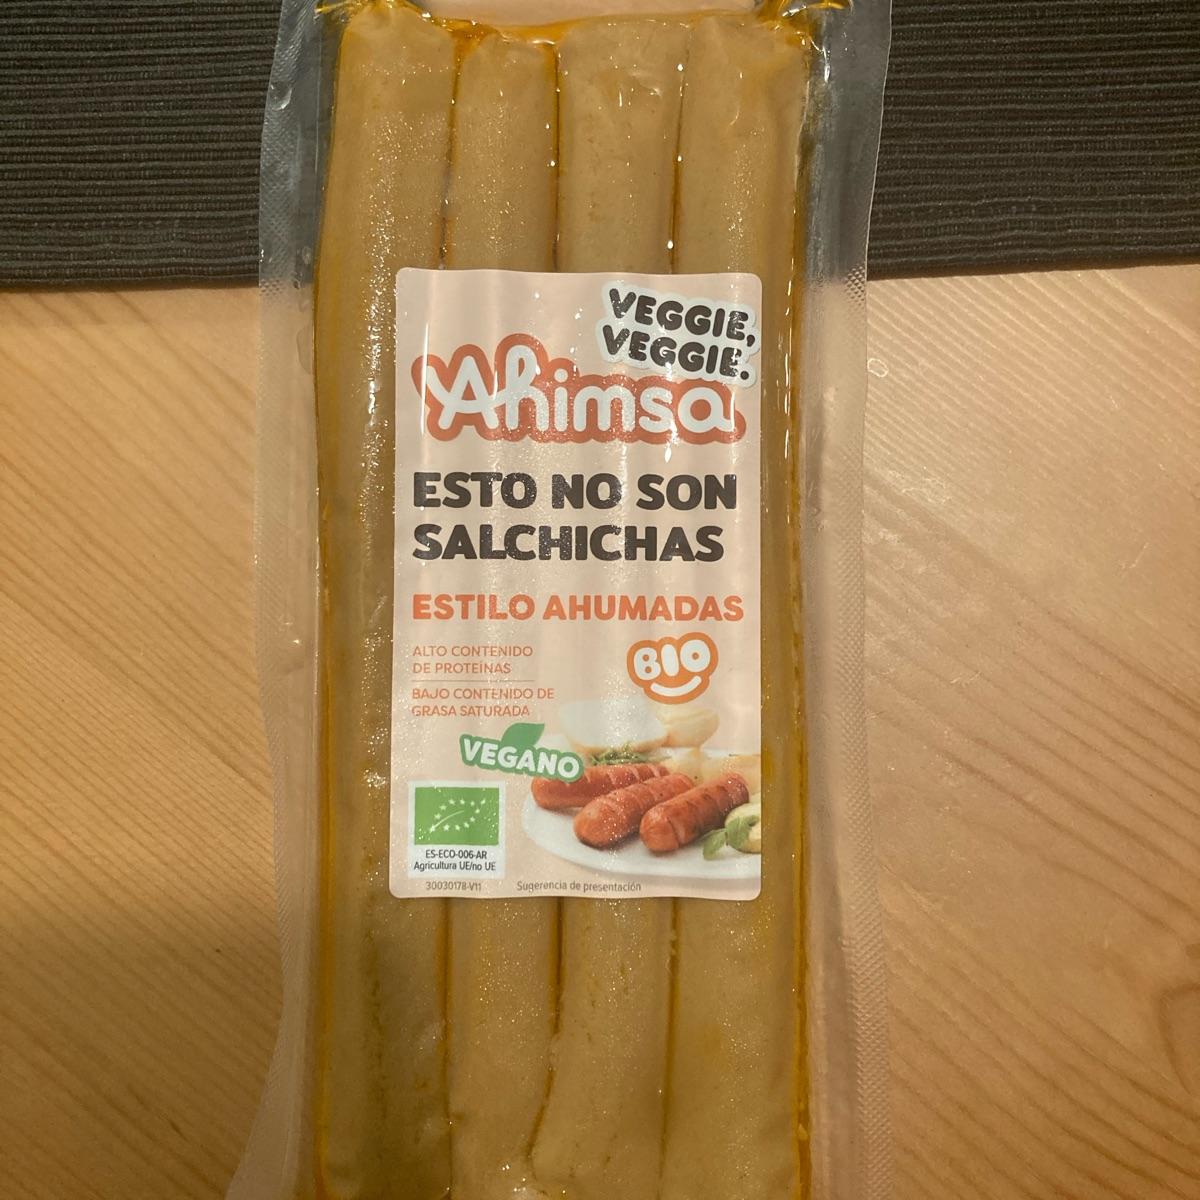 VEGGIE,
VEGGIE.
Ahimsa
ESTO NO SON
SALCHICHAS
ESTILO AHUMADAS
BIO
ALTO CONTENIDO
DE PROTEÍNAS
BAJO CONTENIDO DE
GRASA SATURADA
VEGANO
ES-ECO-006-AR
Agricultura UE/no UE
30030178-V11
Sugerencia de presentación